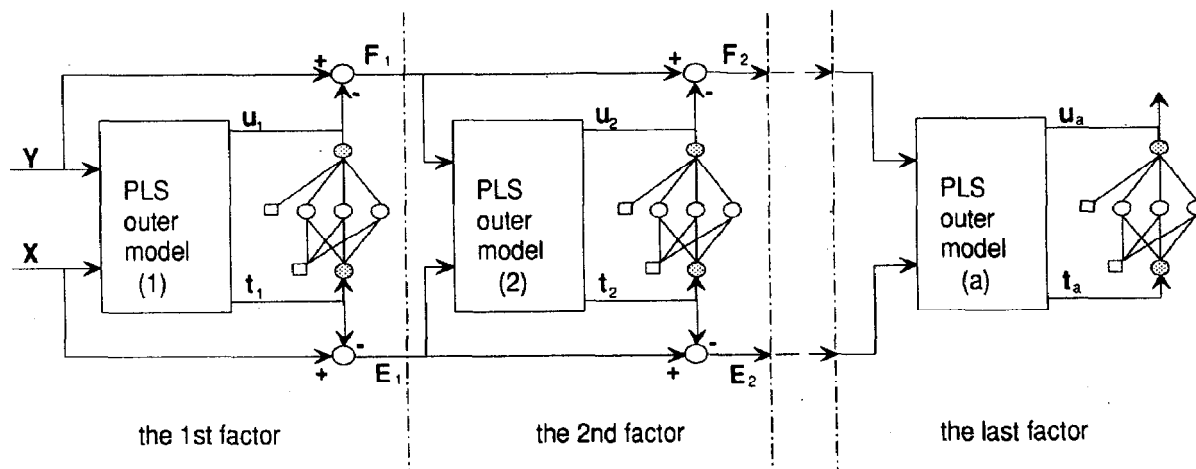 + F₁ + F₂
- -
u₁ u₂ uₐ
Y
PLS outer model (1)
PLS outer model (2)
PLS outer model (a)
X
t₁ t₂ tₐ
- -
+ E₁ + E₂
the 1st factor the 2nd factor the last factor